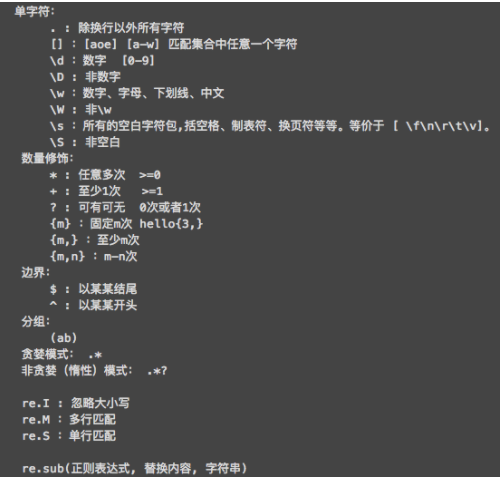 单字符:
. : 除换行以外所有字符
[] : [aoe] [a-w] 匹配集合中任意一个字符
\d : 数字  [0-9]
\D : 非数字
\w : 数字、字母、下划线、中文
\W : 非\w
\s : 所有的空白字符包,括空格、制表符、换页符等等。等价于 [ \f\n\r\t\v]。
\S : 非空白
数量修饰:
* : 任意多次  >=0
+ : 至少1次   >=1
? : 可有可无  0次或者1次
{m} : 固定m次 hello{3,}
{m,} : 至少m次
{m,n} : m-n次
边界:
$ : 以某某结尾
^ : 以某某开头
分组:
(ab)
贪婪模式:  .*
非贪婪（惰性）模式:  .*?
re.I : 忽略大小写
re.M : 多行匹配
re.S : 单行匹配
re.sub(正则表达式, 替换内容, 字符串)